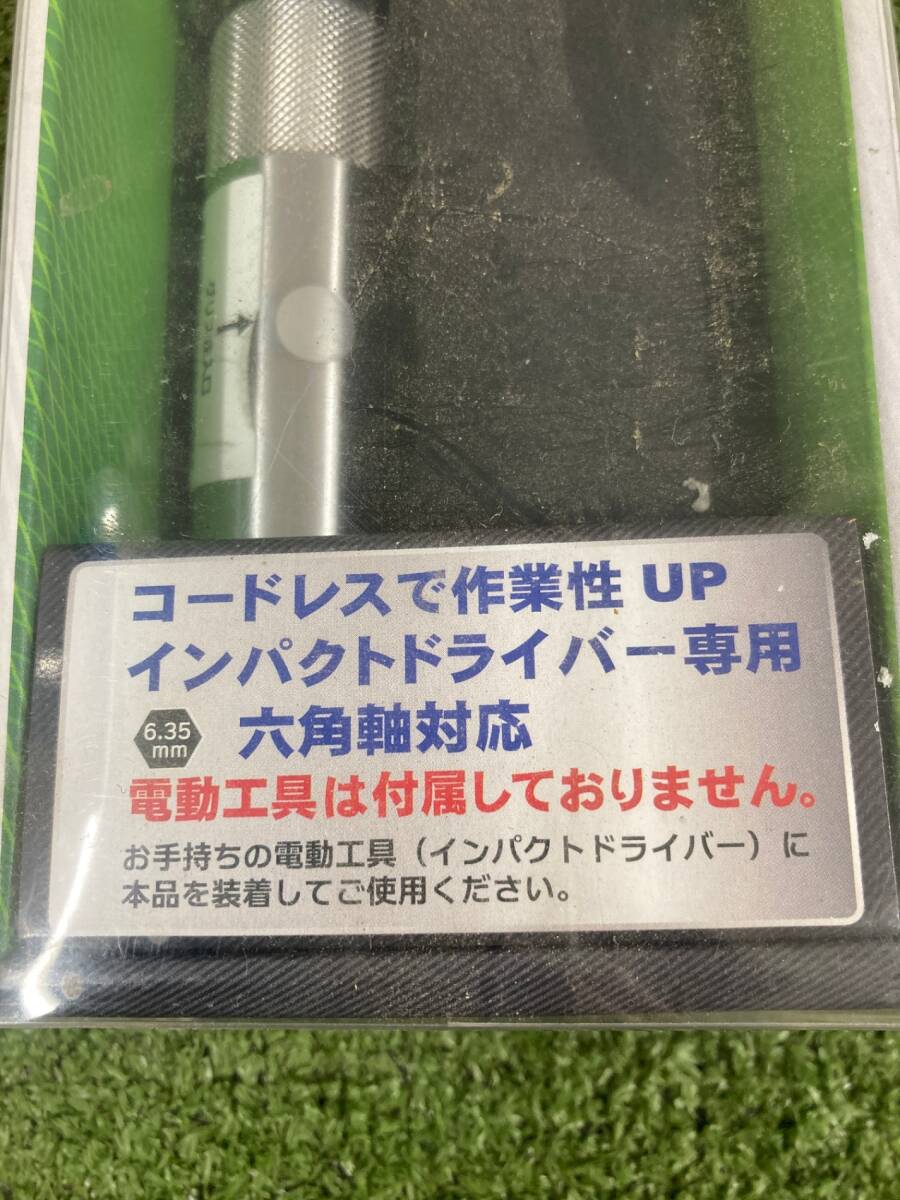 コードレスで作業性 UP
インパクトドライバー専用
6.35
mm
六角軸対応
電動工具は付属しておりません。
お手持ちの電動工具（インパクトドライバー）に
本品を装着してご使用ください。